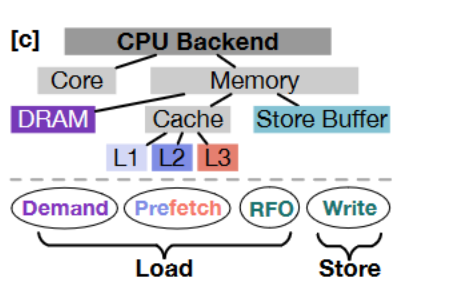 [c] CPU Backend
Core Memory
DRAM Cache Store Buffer
L1 L2 L3
Demand Prefetch RFO Write
Load Store